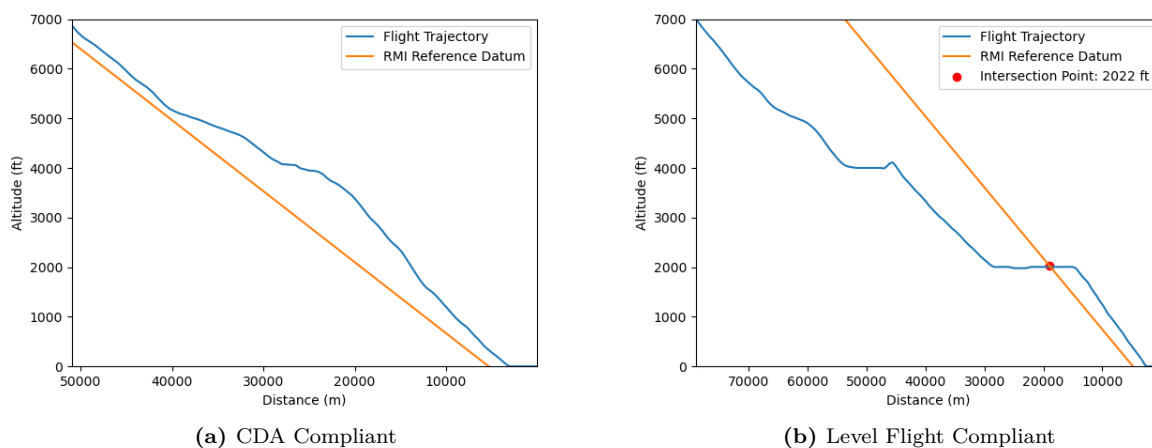 7000
6000
5000
4000
3000
2000
1000
0
Altitude (ft)
Flight Trajectory
RMI Reference Datum
50000 40000 30000 20000 10000
Distance (m)
(a) CDA Compliant
7000
6000
5000
4000
3000
2000
1000
0
Altitude (ft)
Flight Trajectory
RMI Reference Datum
Intersection Point: 2022 ft
70000 60000 50000 40000 30000 20000 10000
Distance (m)
(b) Level Flight Compliant